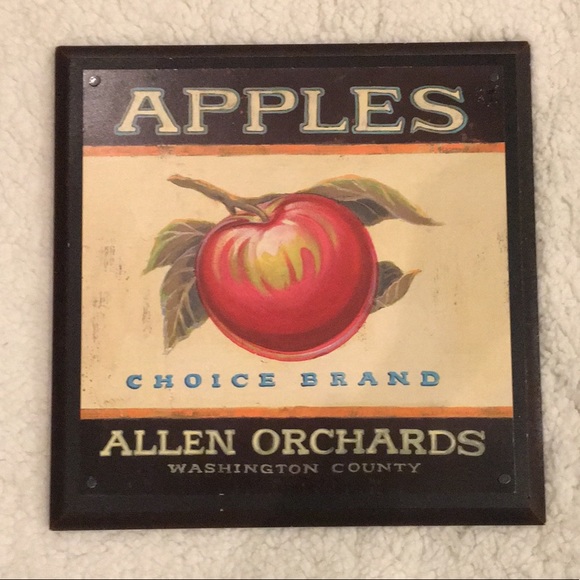 APPLES
CHOICE BRAND
ALLEN ORCHARDS
WASHINGTON COUNTY